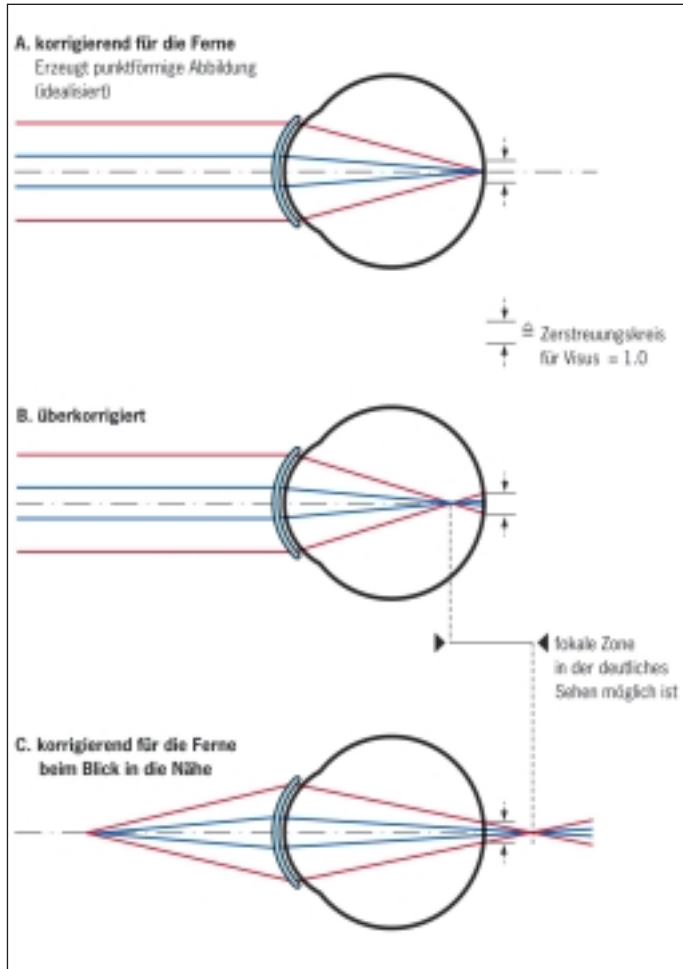 A. korrigierend für die Ferne
Erzeugt punktförmige Abbildung
(idealisiert)
≙ Zerstreuungskreis
für Visus = 1.0
B. überkorrigiert
fokale Zone
in der deutliches
Sehen möglich ist
C. korrigierend für die Ferne
beim Blick in die Nähe